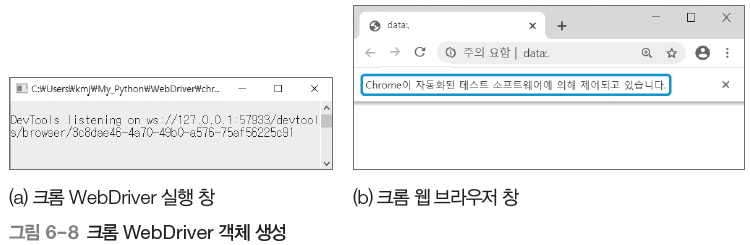 C:₩Users₩kmj₩My_Python₩WebDriver₩chr...
DevTools listening on ws://127.0.0.1:57933/devtool
s/browser/3c8dae46-4a70-49b0-a576-75af56225c91
data:,
주의 요함 | data:,
Chrome이 자동화된 테스트 소프트웨어에 의해 제어되고 있습니다.
(a) 크롬 WebDriver 실행 창
(b) 크롬 웹 브라우저 창
그림 6-8 크롬 WebDriver 객체 생성